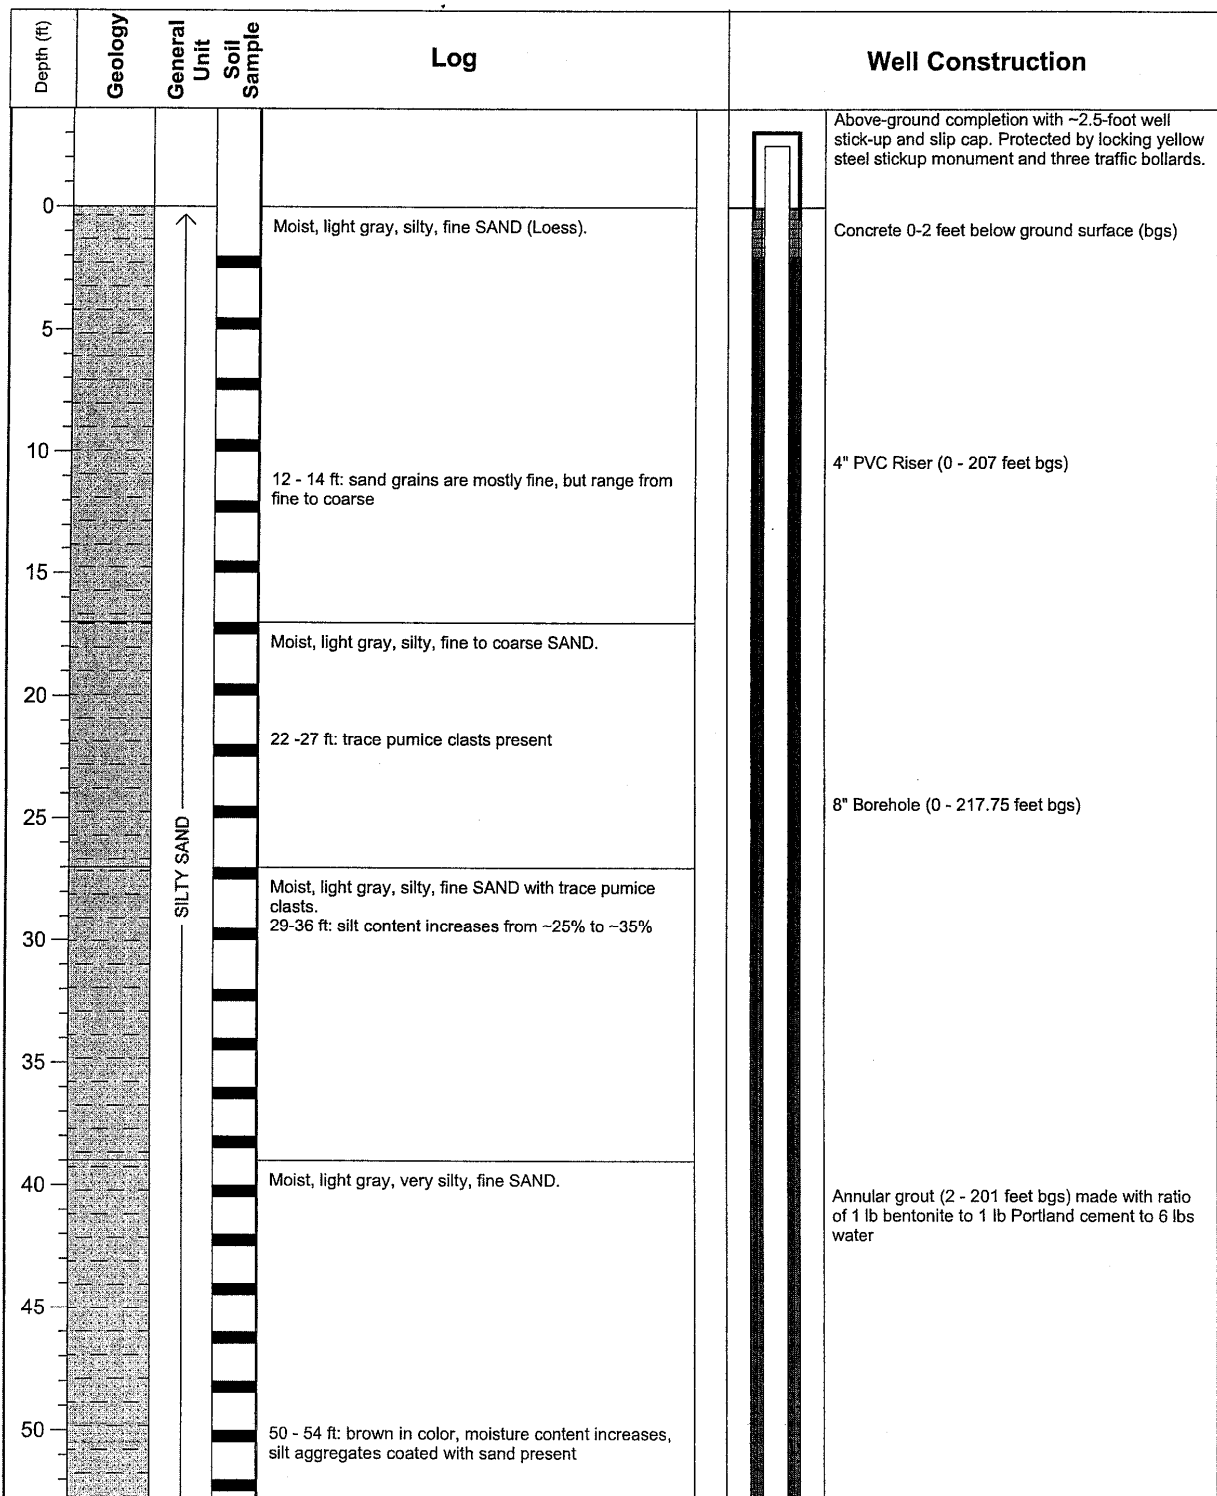 Depth (ft)
Geology
General
Unit
Soil
Sample
Log
Well Construction
Above-ground completion with ~2.5-foot well
stick-up and slip cap. Protected by locking yellow
steel stickup monument and three traffic bollards.
0
Moist, light gray, silty, fine SAND (Loess).
Concrete 0-2 feet below ground surface (bgs)
5
10
4" PVC Riser (0 - 207 feet bgs)
12 - 14 ft: sand grains are mostly fine, but range from
fine to coarse
15
Moist, light gray, silty, fine to coarse SAND.
20
22 -27 ft: trace pumice clasts present
8" Borehole (0 - 217.75 feet bgs)
25
SILTY SAND
Moist, light gray, silty, fine SAND with trace pumice
clasts.
29-36 ft: silt content increases from ~25% to ~35%
30
35
Moist, light gray, very silty, fine SAND.
40
Annular grout (2 - 201 feet bgs) made with ratio
of 1 lb bentonite to 1 lb Portland cement to 6 lbs
water
45
50
50 - 54 ft: brown in color, moisture content increases,
silt aggregates coated with sand present